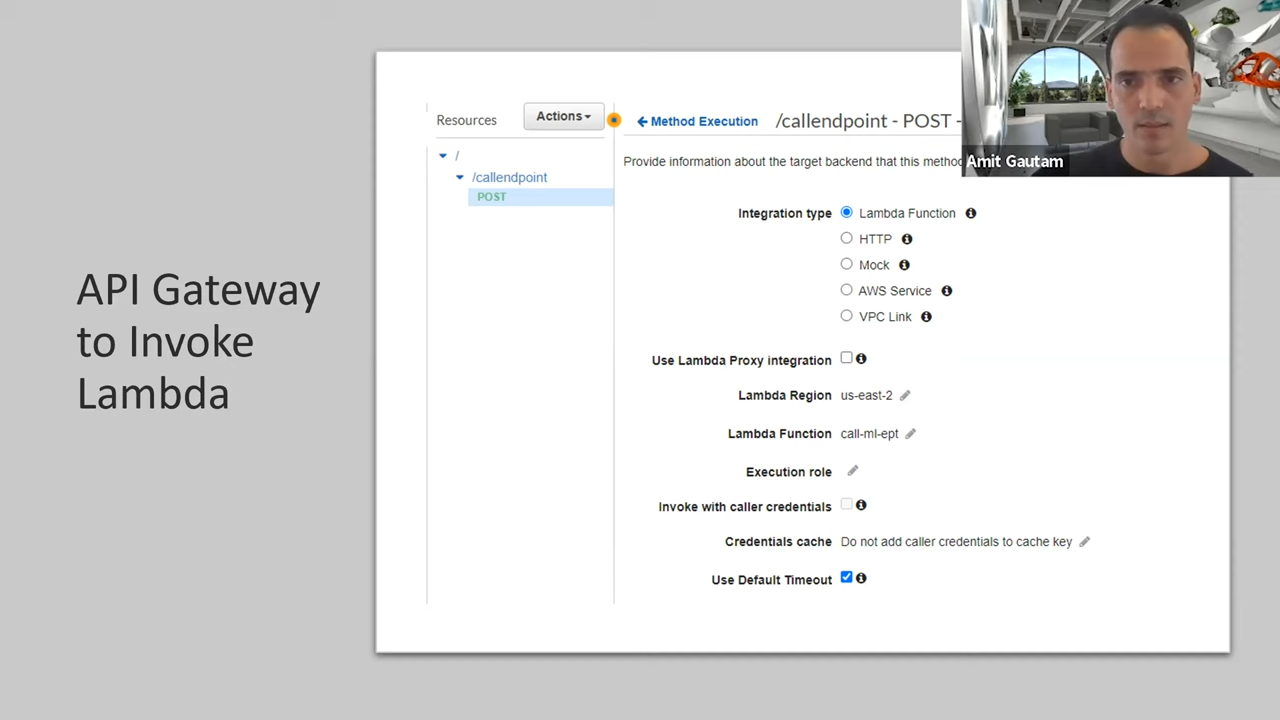 API Gateway
to Invoke
Lambda
Resources
Actions
/
/callendpoint
POST
Method Execution
/callendpoint - POST -
Provide information about the target backend that this method
Integration type
Lambda Function
HTTP
Mock
AWS Service
VPC Link
Use Lambda Proxy integration
Lambda Region us-east-2
Lambda Function call-ml-ept
Execution role
Invoke with caller credentials
Credentials cache Do not add caller credentials to cache key
Use Default Timeout
Amit Gautam